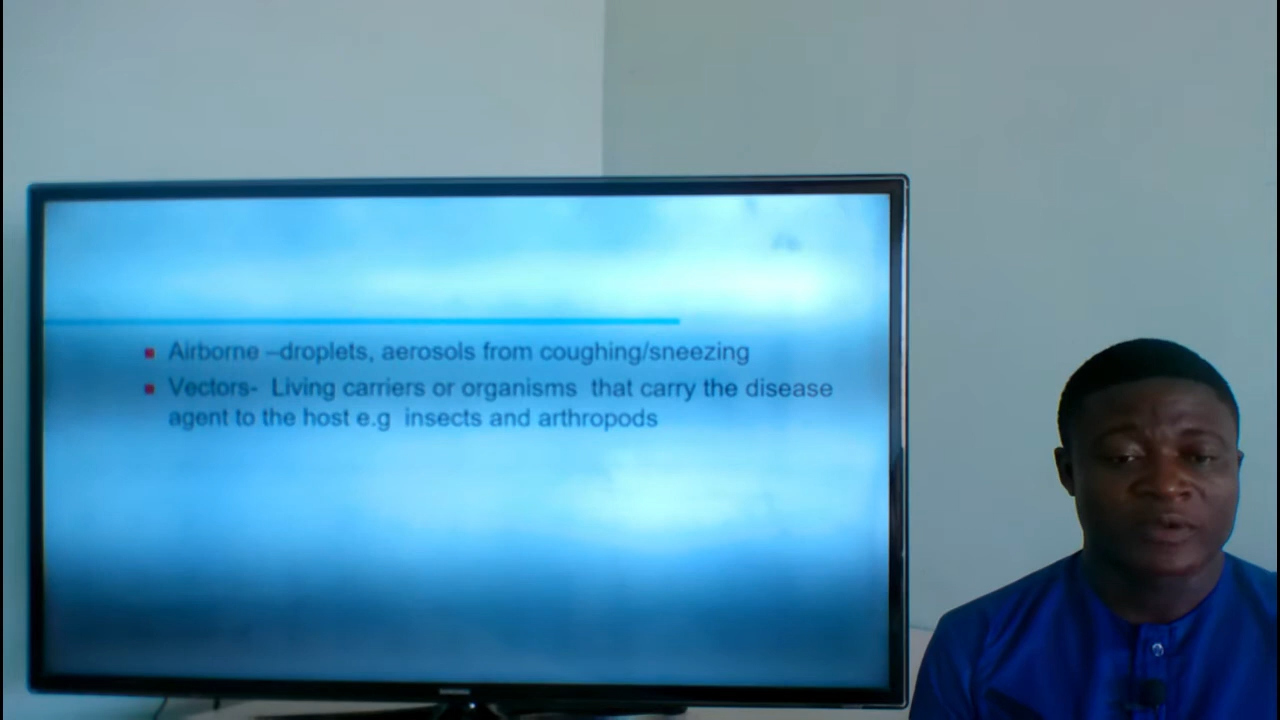 Airborne –droplets, aerosols from coughing/sneezing
Vectors- Living carriers or organisms that carry the disease
agent to the host e.g insects and arthropods